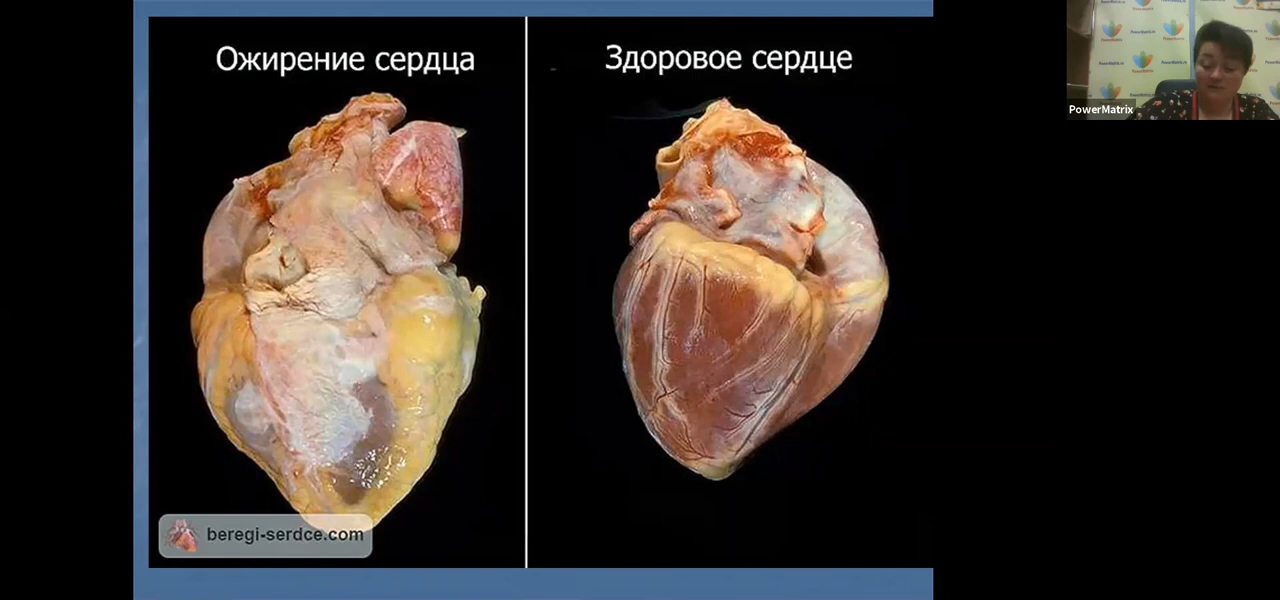 Ожирение сердца
Здоровое сердце
beregi-serdce.com
PowerMatrix